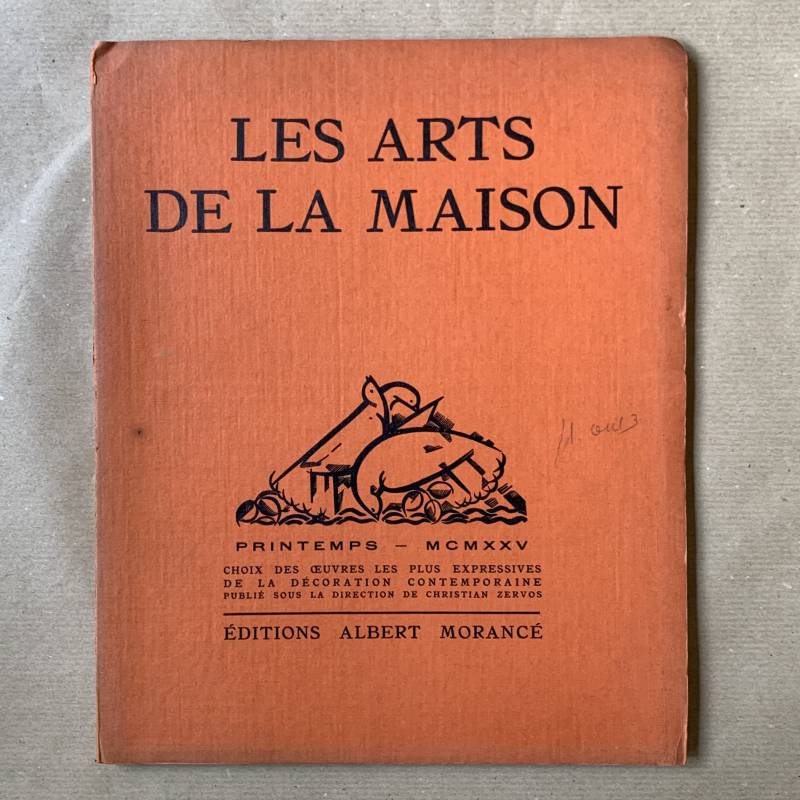 LES ARTS
DE LA MAISON
PRINTEMPS — MCMXXV
CHOIX DES ŒUVRES LES PLUS EXPRESSIVES
DE LA DÉCORATION CONTEMPORAINE
PUBLIÉ SOUS LA DIRECTION DE CHRISTIAN ZERVOS
ÉDITIONS ALBERT MORANCÉ